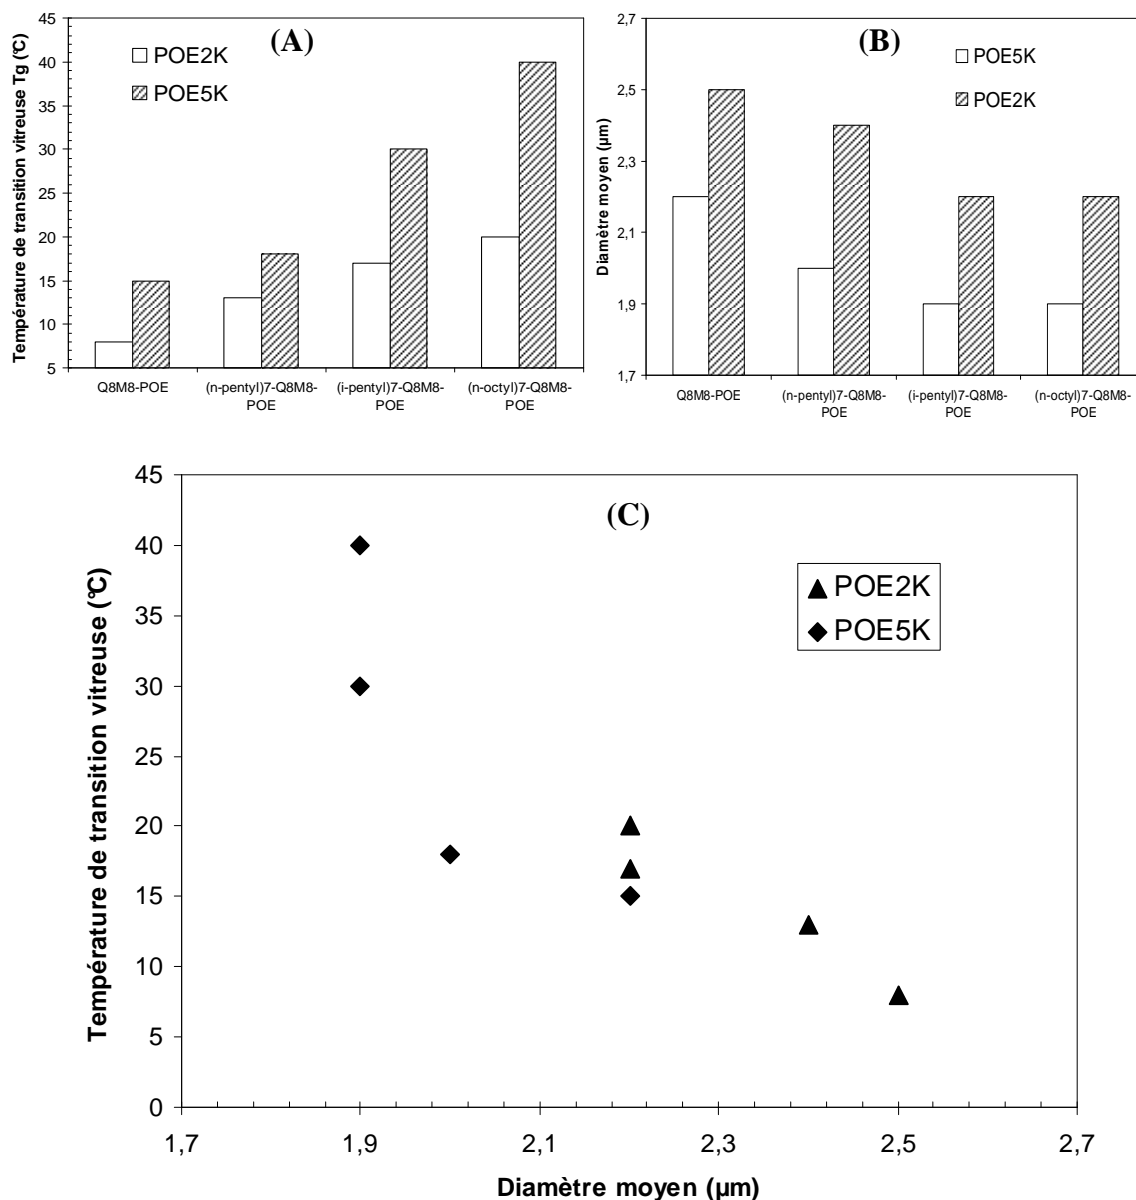 (A)
Température de transition vitreuse Tg (°C)
45
40
35
30
25
20
15
10
5
POE2K
POE5K
Q8M8-POE
(n-pentyl)7-Q8M8-
POE
(i-pentyl)7-Q8M8-
POE
(n-octyl)7-Q8M8-
POE
(B)
Diamètre moyen (µm)
2,7
2,5
2,3
2,1
1,9
1,7
POE5K
POE2K
Q8M8-POE
(n-pentyl)7-Q8M8-
POE
(i-pentyl)7-Q8M8-
POE
(n-octyl)7-Q8M8-
POE
(C)
Température de transition vitreuse (°C)
45
40
35
30
25
20
15
10
5
0
POE2K
POE5K
1,7
1,9
2,1
2,3
2,5
2,7
Diamètre moyen (µm)